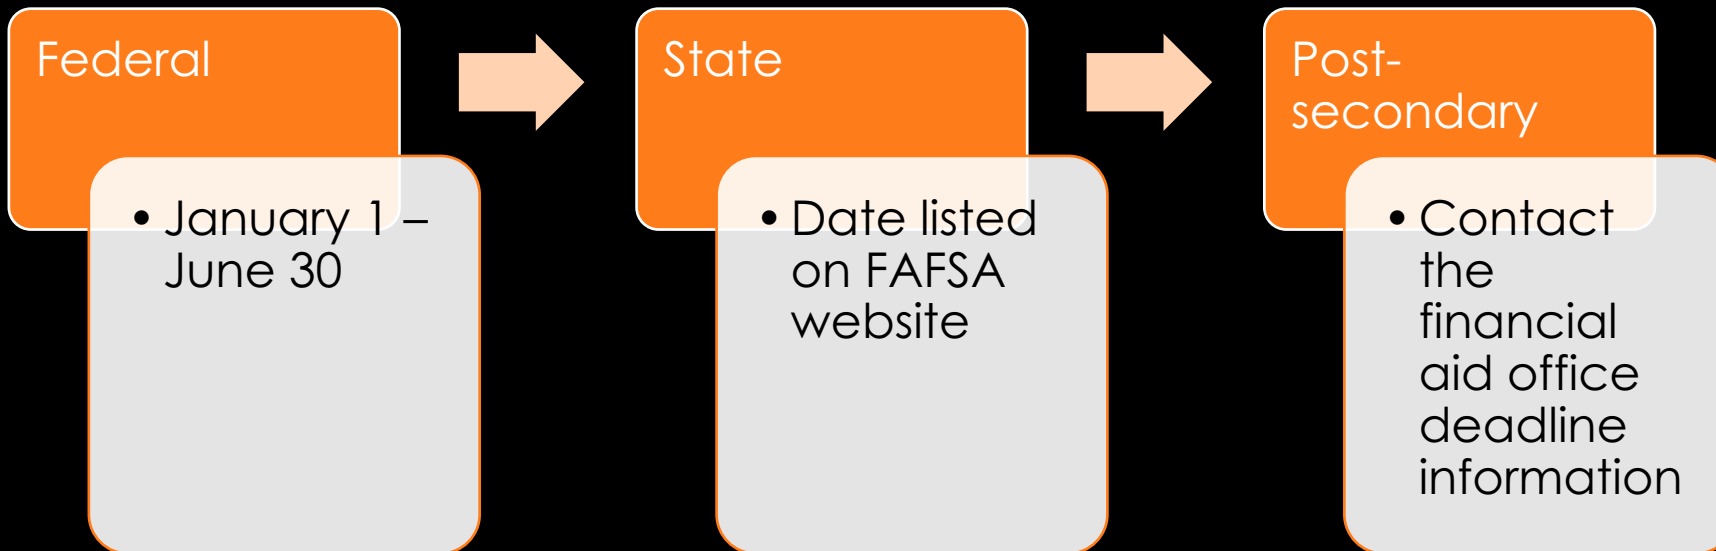 Federal
• January 1 –
June 30
State
• Date listed
on FAFSA
website
Post-
secondary
• Contact
the
financial
aid office
deadline
information